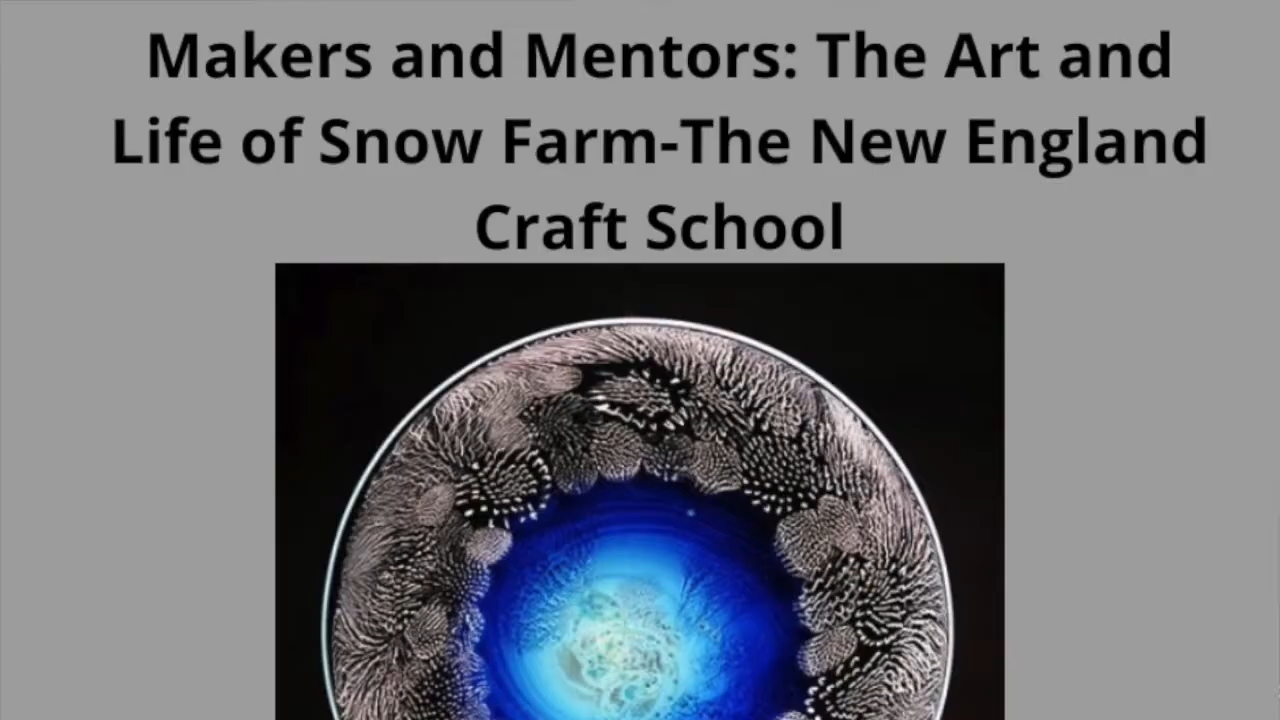 Makers and Mentors: The Art and
Life of Snow Farm-The New England
Craft School